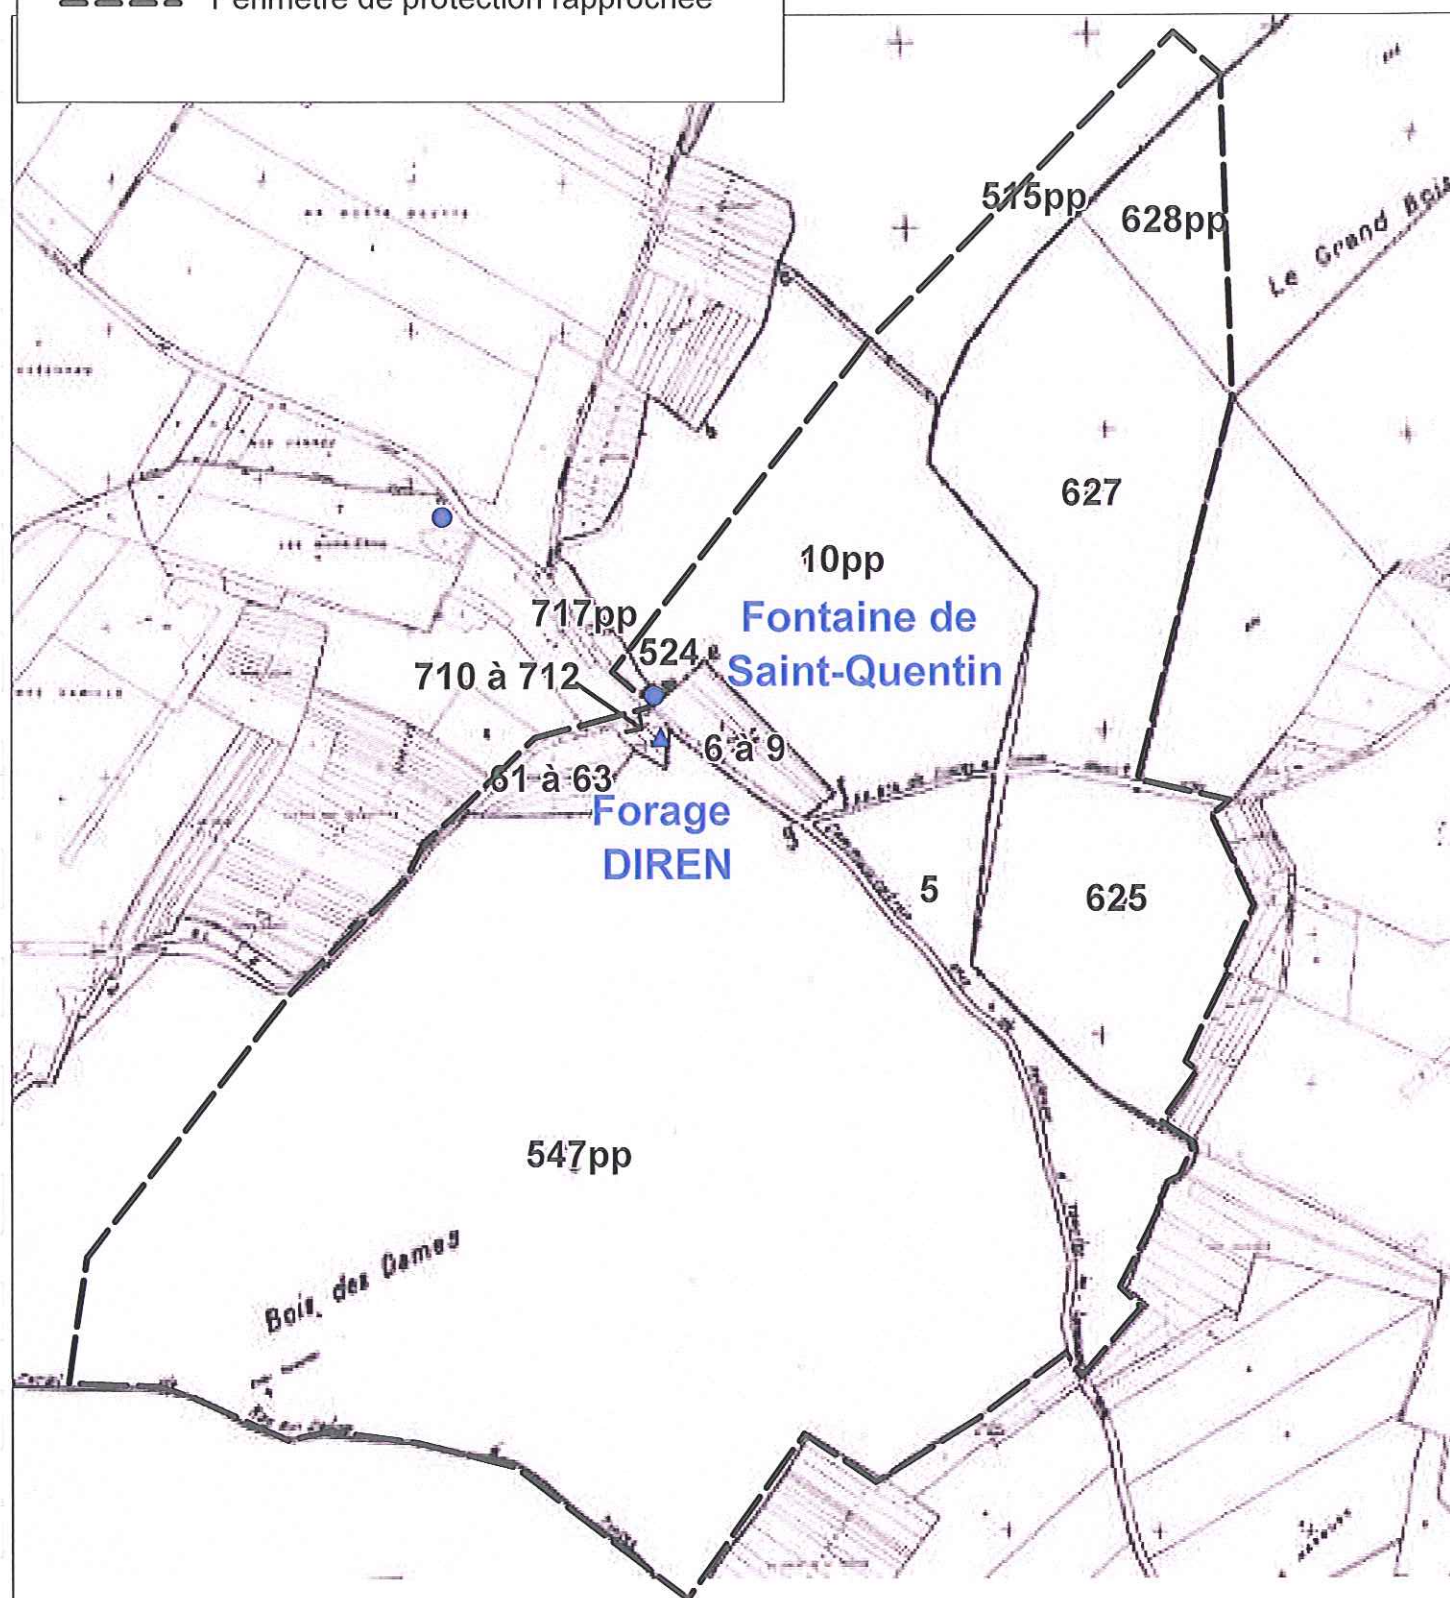 Périmètre de protection rapprochée
515pp
628pp
Le Grand Bois
627
10pp
Fontaine de
Saint-Quentin
717pp
524
710 à 712
6 à 9
61 à 63
Forage
DIREN
5
625
547pp
Bois des Dames